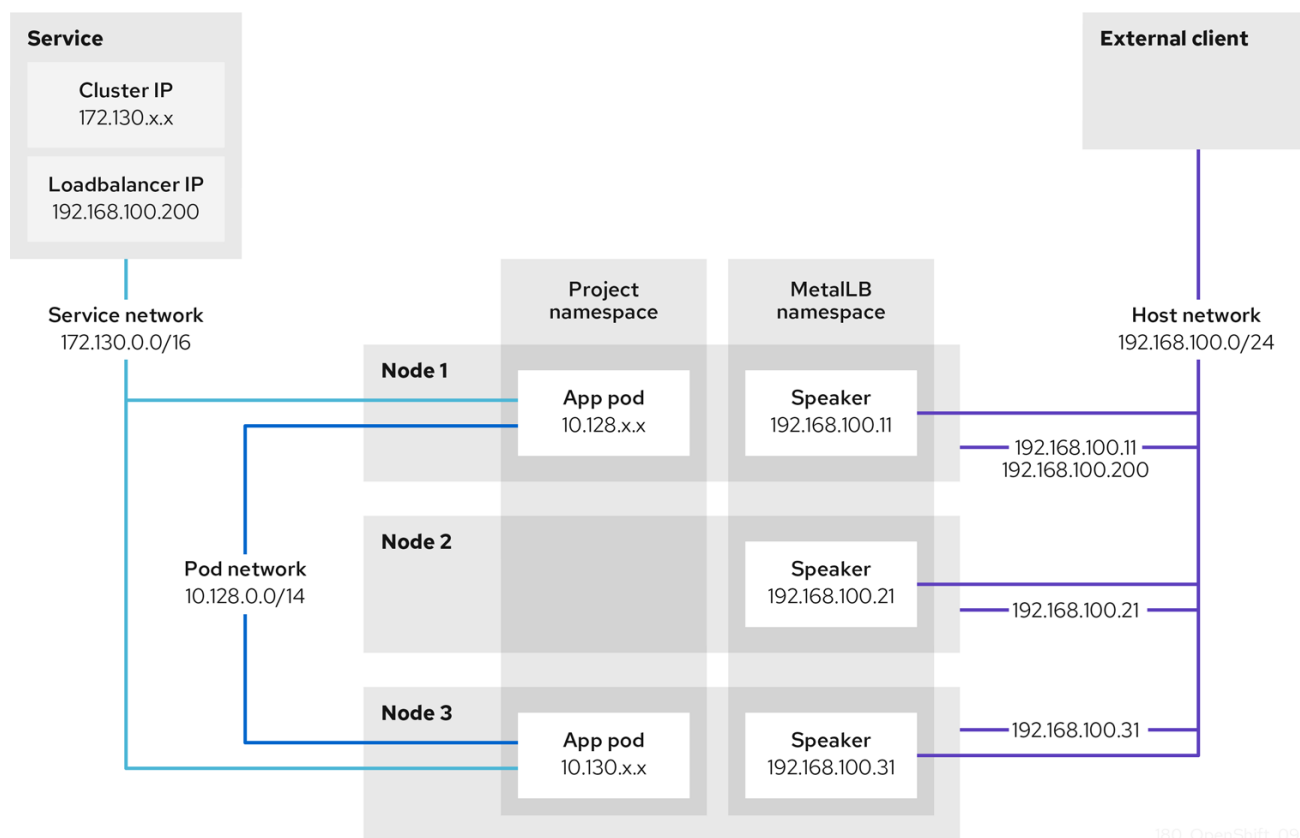 Service
Cluster IP
172.130.x.x
Loadbalancer IP
192.168.100.200
External client
Service network
172.130.0.0/16
Project
namespace
MetalLB
namespace
Host network
192.168.100.0/24
Node 1
App pod
10.128.x.x
Speaker
192.168.100.11
192.168.100.11
192.168.100.200
Node 2
Pod network
10.128.0.0/14
Speaker
192.168.100.21
192.168.100.21
Node 3
App pod
10.130.x.x
Speaker
192.168.100.31
192.168.100.31
180_OpenShift_09